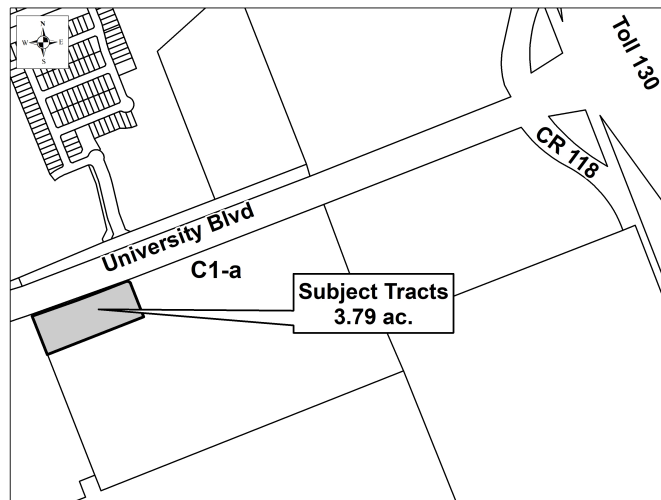 N
W E
S
Toll 130
CR 118
University Blvd
C1-a
Subject Tracts
3.79 ac.